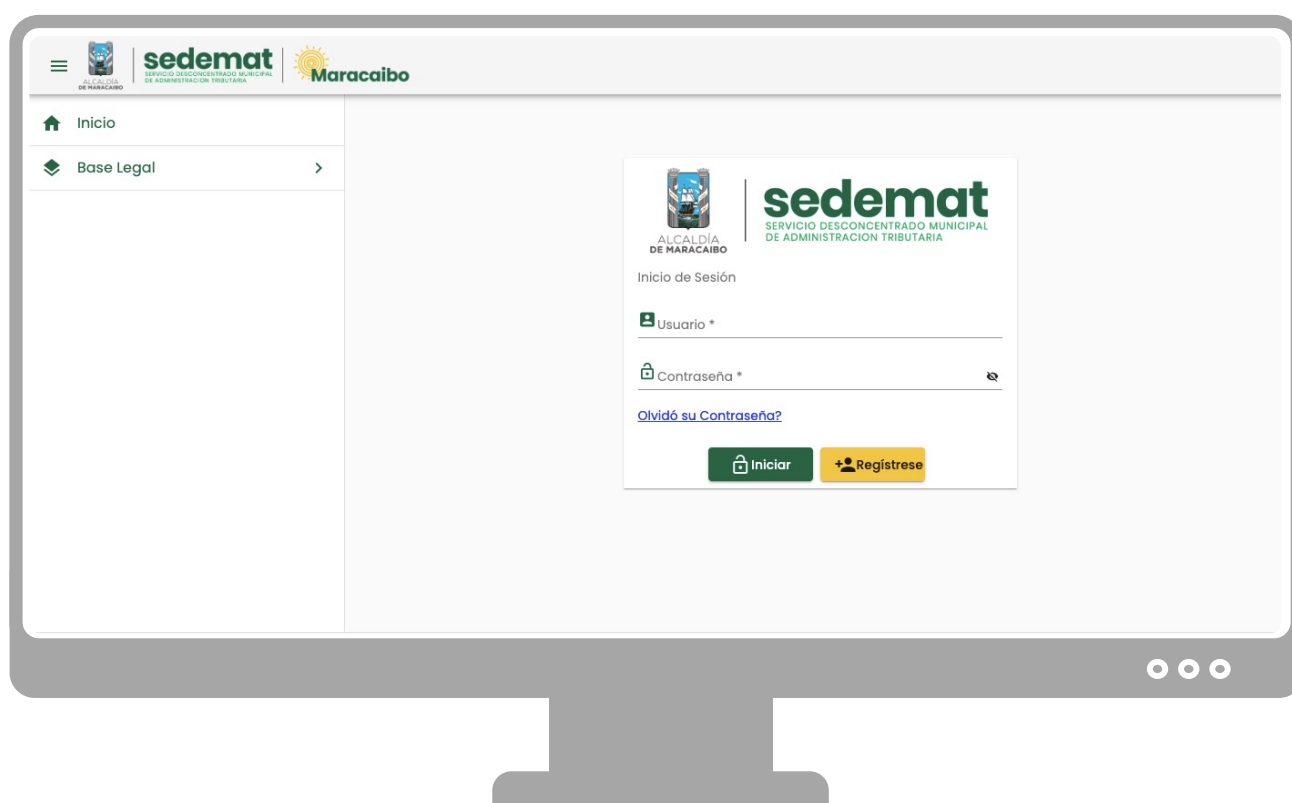 ALCALDÍA
DE MARACAIBO
sedemat
SERVICIO DESCONCENTRADO MUNICIPAL
DE ADMINISTRACION TRIBUTARIA
Maracaibo
Inicio
Base Legal
ALCALDÍA
DE MARACAIBO
sedemat
SERVICIO DESCONCENTRADO MUNICIPAL
DE ADMINISTRACION TRIBUTARIA
Inicio de Sesión
Usuario *
Contraseña *
Olvidó su Contraseña?
Iniciar
Regístrese